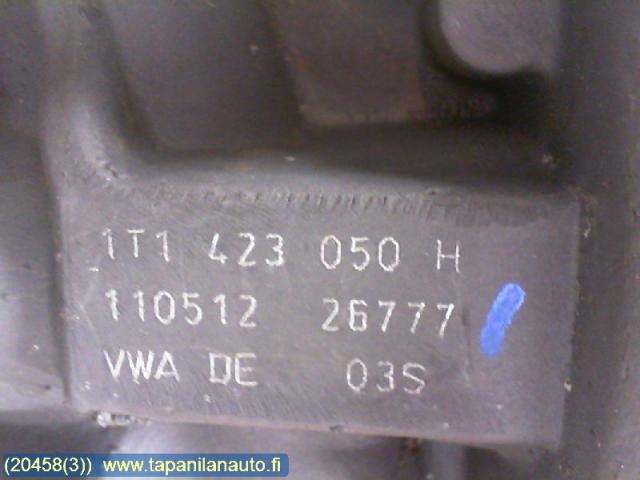 1T1 423 050 H
110512 26777
VWA DE 03S
(20458(3)) www.tapanilanauto.fi